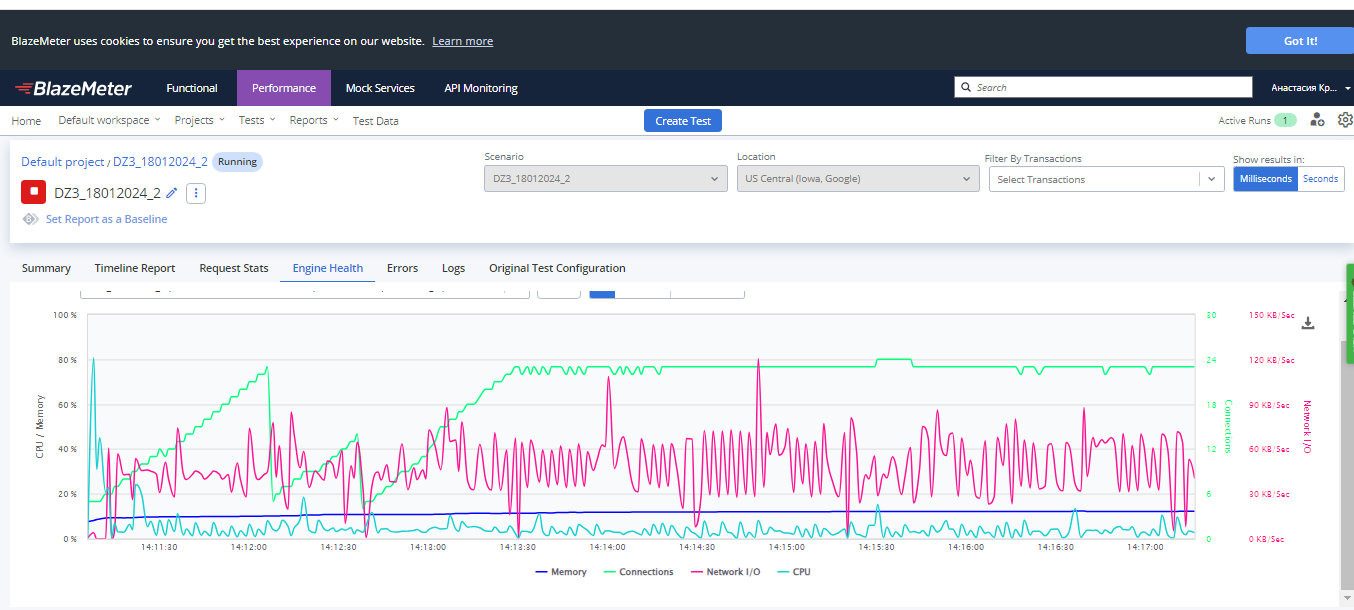 BlazeMeter uses cookies to ensure you get the best experience on our website. Learn more
Got It!
BlazeMeter Functional Performance Mock Services API Monitoring Search Анастасия Кр...
Home Default workspace Projects Tests Reports Test Data Create Test Active Runs 1
Default project / DZ3_18012024_2 Running
DZ3_18012024_2
Set Report as a Baseline
Scenario
DZ3_18012024_2
Location
US Central (Iowa, Google)
Filter By Transactions
Select Transactions
Show results in:
Milliseconds Seconds
Summary Timeline Report Request Stats Engine Health Errors Logs Original Test Configuration
100 % 30 150 KB/Sec
80 % 24 120 KB/Sec
60 % 18 90 KB/Sec
40 % 12 60 KB/Sec
20 % 6 30 KB/Sec
0 % 0 0 KB/Sec
CPU / Memory
Connections
Network I/O
14:11:30 14:12:00 14:12:30 14:13:00 14:13:30 14:14:00 14:14:30 14:15:00 14:15:30 14:16:00 14:16:30 14:17:00
Memory Connections Network I/O CPU